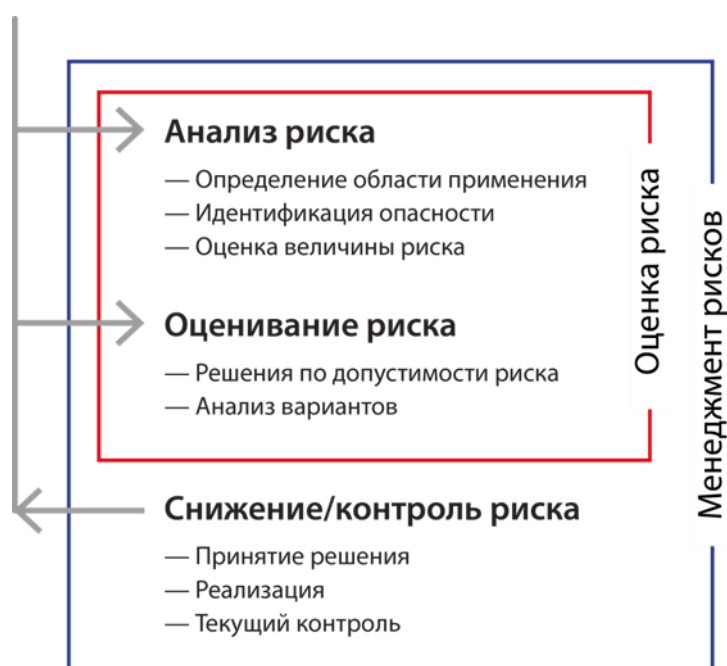 Анализ риска
— Определение области применения
— Идентификация опасности
— Оценка величины риска
Оценивание риска
— Решения по допустимости риска
— Анализ вариантов
Снижение/контроль риска
— Принятие решения
— Реализация
— Текущий контроль
Оценка риска
Менеджмент рисков